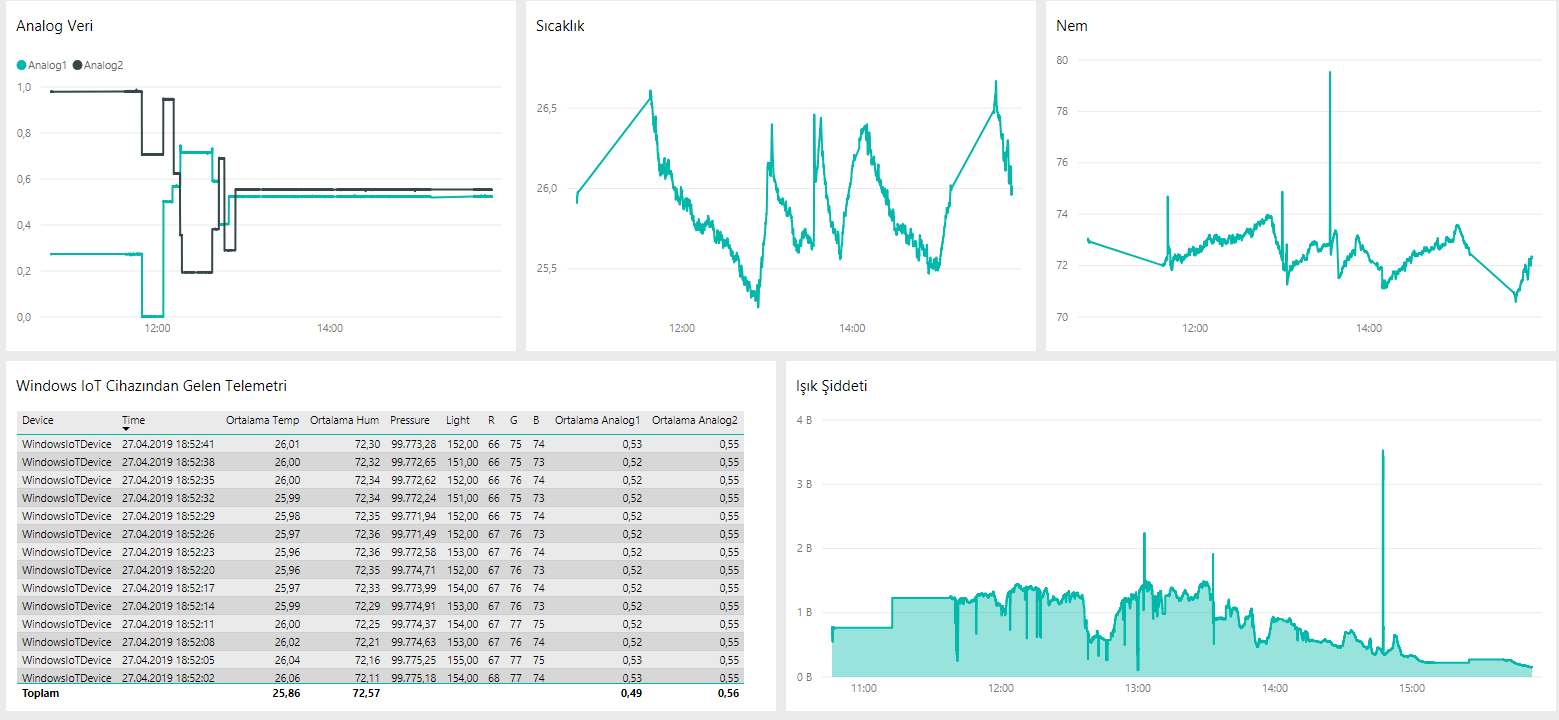 Analog Veri
Analog1 Analog2
1,0
0,8
0,6
0,4
0,2
0,0
12:00 14:00
Sıcaklık
26,5
26,0
25,5
12:00 14:00
Nem
80
78
76
74
72
70
12:00 14:00
Windows IoT Cihazından Gelen Telemetri
Device Time Ortalama Temp Ortalama Hum Pressure Light R G B Ortalama Analog1 Ortalama Analog2
WindowsIoTDevice 27.04.2019 18:52:41 26,01 72,30 99.773,28 152,00 66 75 74 0,53 0,55
WindowsIoTDevice 27.04.2019 18:52:38 26,00 72,32 99.772,65 151,00 66 75 73 0,52 0,55
WindowsIoTDevice 27.04.2019 18:52:35 26,00 72,34 99.772,62 152,00 66 76 74 0,52 0,55
WindowsIoTDevice 27.04.2019 18:52:32 25,99 72,34 99.772,24 151,00 66 75 73 0,52 0,55
WindowsIoTDevice 27.04.2019 18:52:29 25,98 72,35 99.771,94 152,00 66 75 73 0,52 0,55
WindowsIoTDevice 27.04.2019 18:52:26 25,97 72,36 99.771,49 152,00 67 76 73 0,52 0,55
WindowsIoTDevice 27.04.2019 18:52:23 25,96 72,36 99.772,58 153,00 67 76 74 0,52 0,55
WindowsIoTDevice 27.04.2019 18:52:20 25,96 72,35 99.774,71 152,00 67 76 73 0,52 0,55
WindowsIoTDevice 27.04.2019 18:52:17 25,97 72,33 99.773,99 154,00 67 76 74 0,52 0,55
WindowsIoTDevice 27.04.2019 18:52:14 25,99 72,29 99.774,91 153,00 67 76 73 0,52 0,55
WindowsIoTDevice 27.04.2019 18:52:11 26,00 72,25 99.774,37 154,00 67 77 75 0,52 0,55
WindowsIoTDevice 27.04.2019 18:52:08 26,02 72,21 99.774,63 153,00 67 76 74 0,52 0,55
WindowsIoTDevice 27.04.2019 18:52:05 26,04 72,16 99.775,25 155,00 67 77 75 0,53 0,55
WindowsIoTDevice 27.04.2019 18:52:02 26,06 72,11 99.775,18 154,00 68 77 74 0,53 0,55
Toplam 25,86 72,57 0,49 0,56
Işık Şiddeti
4 B
3 B
2 B
1 B
0 B
11:00 12:00 13:00 14:00 15:00